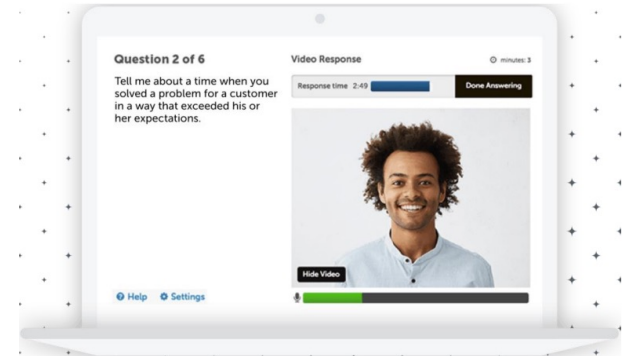 Question 2 of 6
Tell me about a time when you
solved a problem for a customer
in a way that exceeded his or
her expectations.
Video Response
minutes: 3
Response time 2:49
Done Answering
Hide Video
Help
Settings